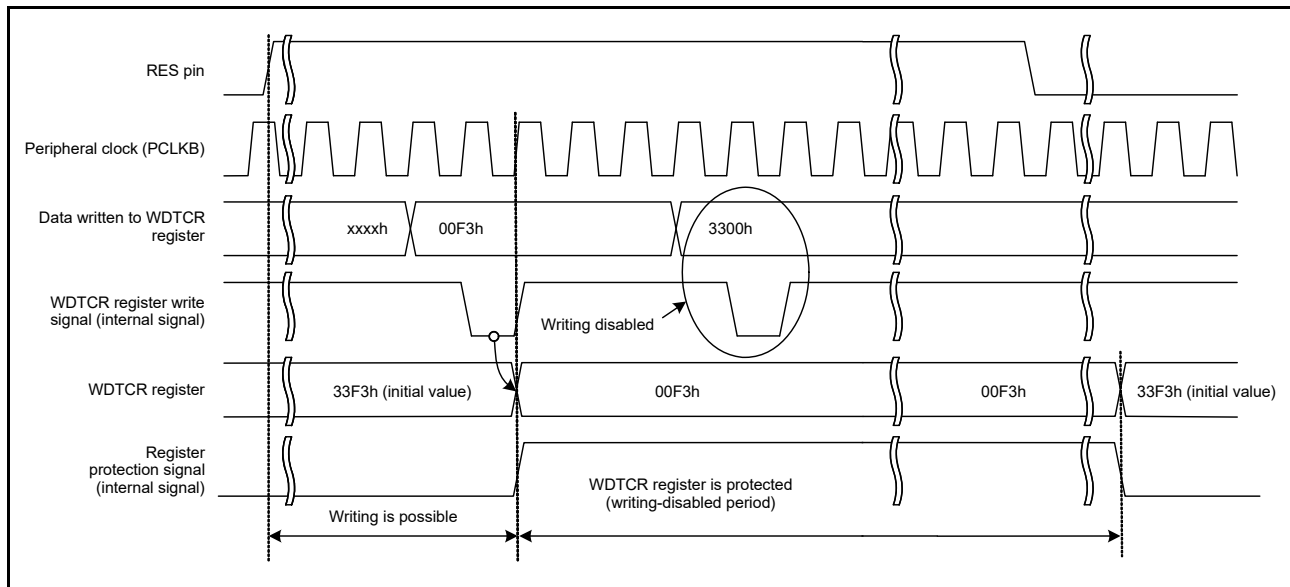 RES pin
Peripheral clock (PCLKB)
Data written to WDTCR
register
xxxxh
00F3h
3300h
WDTCR register write
signal (internal signal)
Writing disabled
WDTCR register
33F3h (initial value)
00F3h
00F3h
33F3h (initial value)
Register
protection signal
(internal signal)
WDTCR register is protected
(writing-disabled period)
Writing is possible